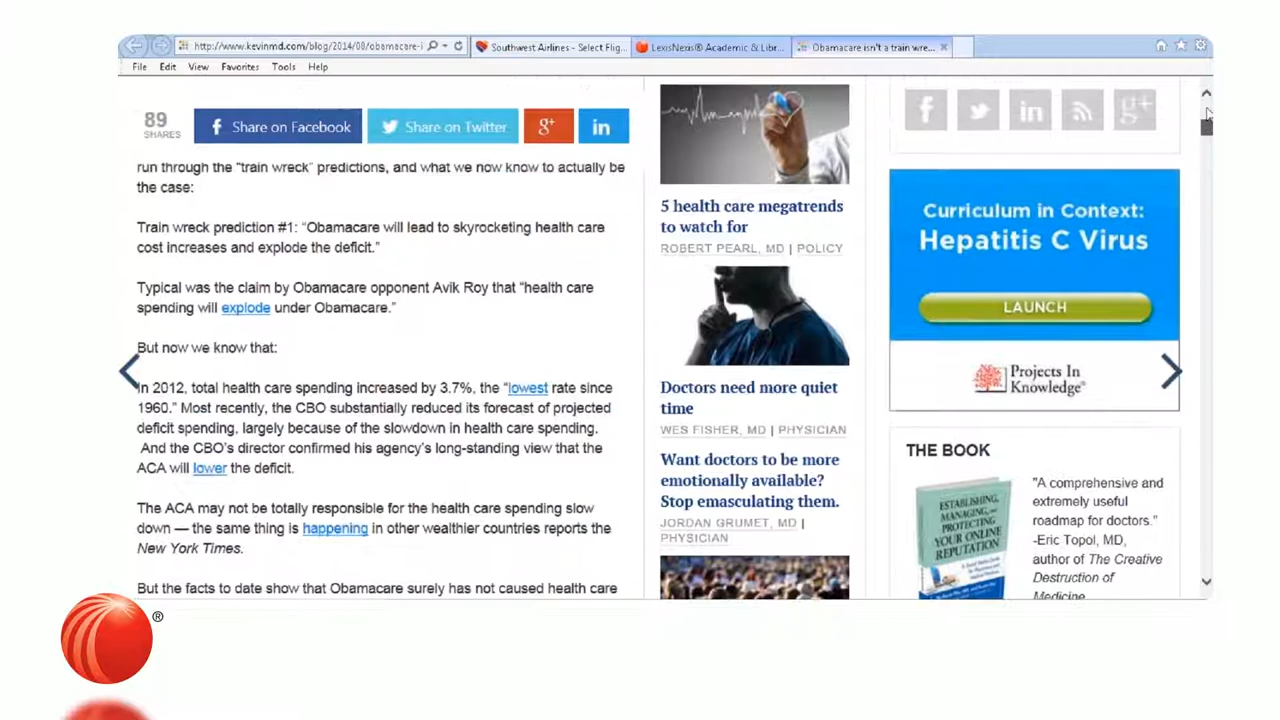 http://www.kevinmd.com/blog/2014/08/obamacare-i
Southwest Airlines - Select Flig...
LexisNexis® Academic & Libr...
Obamacare isn't a train wre...
File Edit View Favorites Tools Help
89
SHARES
Share on Facebook
Share on Twitter
g+
in
run through the “train wreck” predictions, and what we now know to actually be
the case:
Train wreck prediction #1: “Obamacare will lead to skyrocketing health care
cost increases and explode the deficit.”
Typical was the claim by Obamacare opponent Avik Roy that “health care
spending will explode under Obamacare.”
But now we know that:
In 2012, total health care spending increased by 3.7%, the “lowest rate since
1960.” Most recently, the CBO substantially reduced its forecast of projected
deficit spending, largely because of the slowdown in health care spending.
And the CBO’s director confirmed his agency’s long-standing view that the
ACA will lower the deficit.
The ACA may not be totally responsible for the health care spending slow
down — the same thing is happening in other wealthier countries reports the
New York Times.
But the facts to date show that Obamacare surely has not caused health care
5 health care megatrends
to watch for
ROBERT PEARL, MD | POLICY
Doctors need more quiet
time
WES FISHER, MD | PHYSICIAN
Want doctors to be more
emotionally available?
Stop emasculating them.
JORDAN GRUMET, MD |
PHYSICIAN
f
in
g+
Curriculum in Context:
Hepatitis C Virus
LAUNCH
Projects In
Knowledge®
THE BOOK
ESTABLISHING,
MANAGING, AND
PROTECTING
YOUR ONLINE
REPUTATION
"A comprehensive and
extremely useful
roadmap for doctors."
-Eric Topol, MD,
author of The Creative
Destruction of
Medicine
®